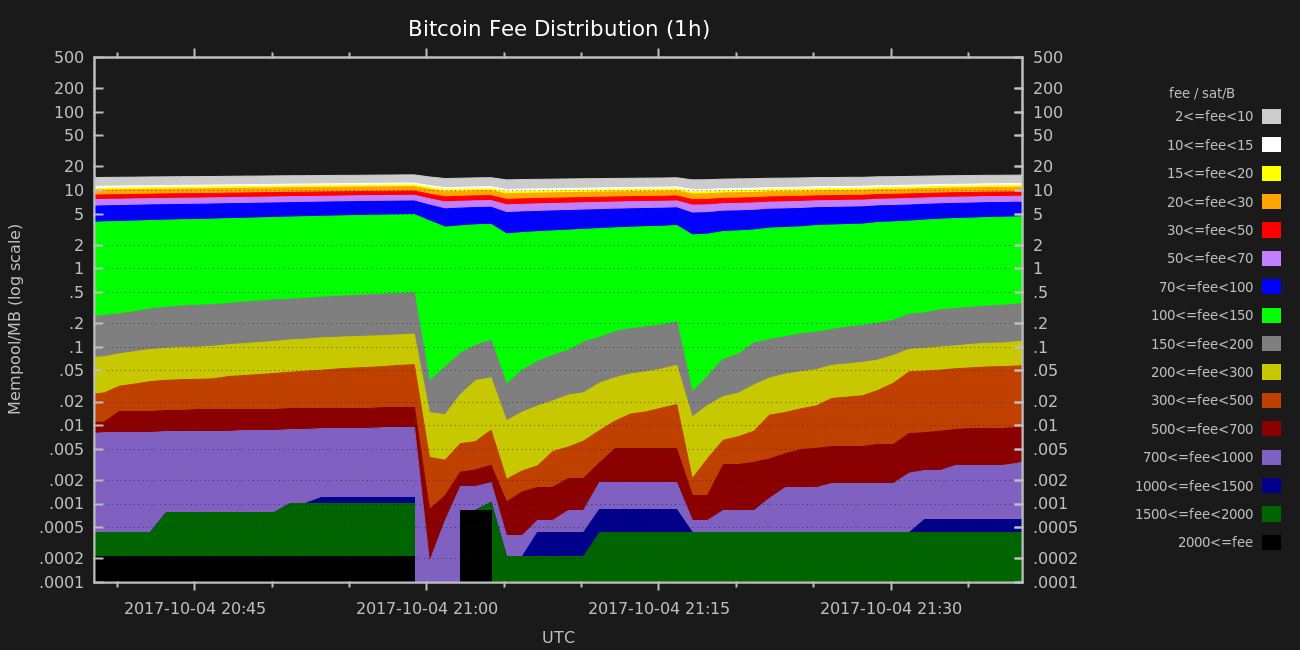 Bitcoin Fee Distribution (1h)
Mempool/MB (log scale)
500
200
100
50
20
10
5
2
1
.5
.2
.1
.05
.02
.01
.005
.002
.001
.0005
.0002
.0001
500
200
100
50
20
10
5
2
1
.5
.2
.1
.05
.02
.01
.005
.002
.001
.0005
.0002
.0001
2017-10-04 20:45 2017-10-04 21:00 2017-10-04 21:15 2017-10-04 21:30
UTC
fee / sat/B
2<=fee<10
10<=fee<15
15<=fee<20
20<=fee<30
30<=fee<50
50<=fee<70
70<=fee<100
100<=fee<150
150<=fee<200
200<=fee<300
300<=fee<500
500<=fee<700
700<=fee<1000
1000<=fee<1500
1500<=fee<2000
2000<=fee